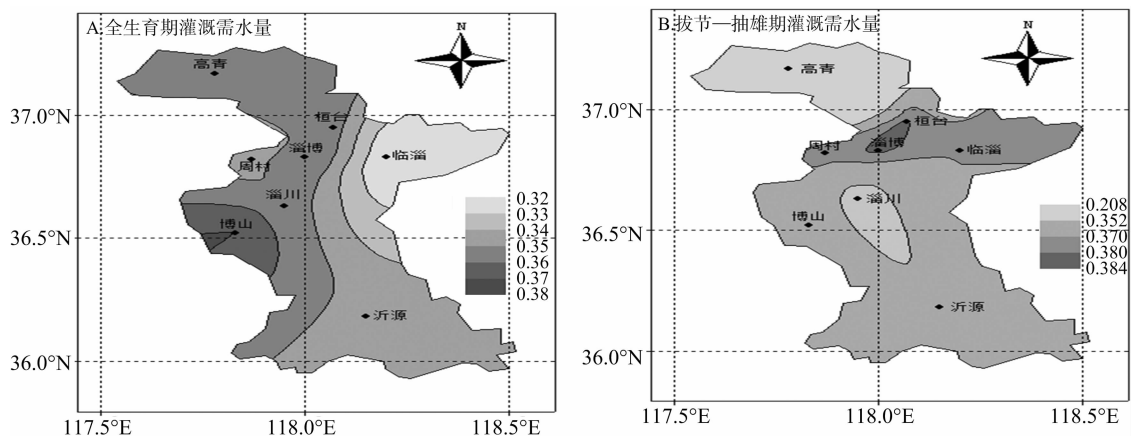 A.全生育期灌溉需水量
N
37.0°N
36.5°N
36.0°N
117.5°E
118.0°E
118.5°E
高青
桓台
淄博
周村
临淄
淄川
博山
沂源
0.32
0.33
0.34
0.35
0.36
0.37
0.38
B.拔节—抽雄期灌溉需水量
N
37.0°N
36.5°N
36.0°N
117.5°E
118.0°E
118.5°E
高青
桓台
周村
淄博
临淄
淄川
博山
沂源
0.208
0.352
0.370
0.380
0.384